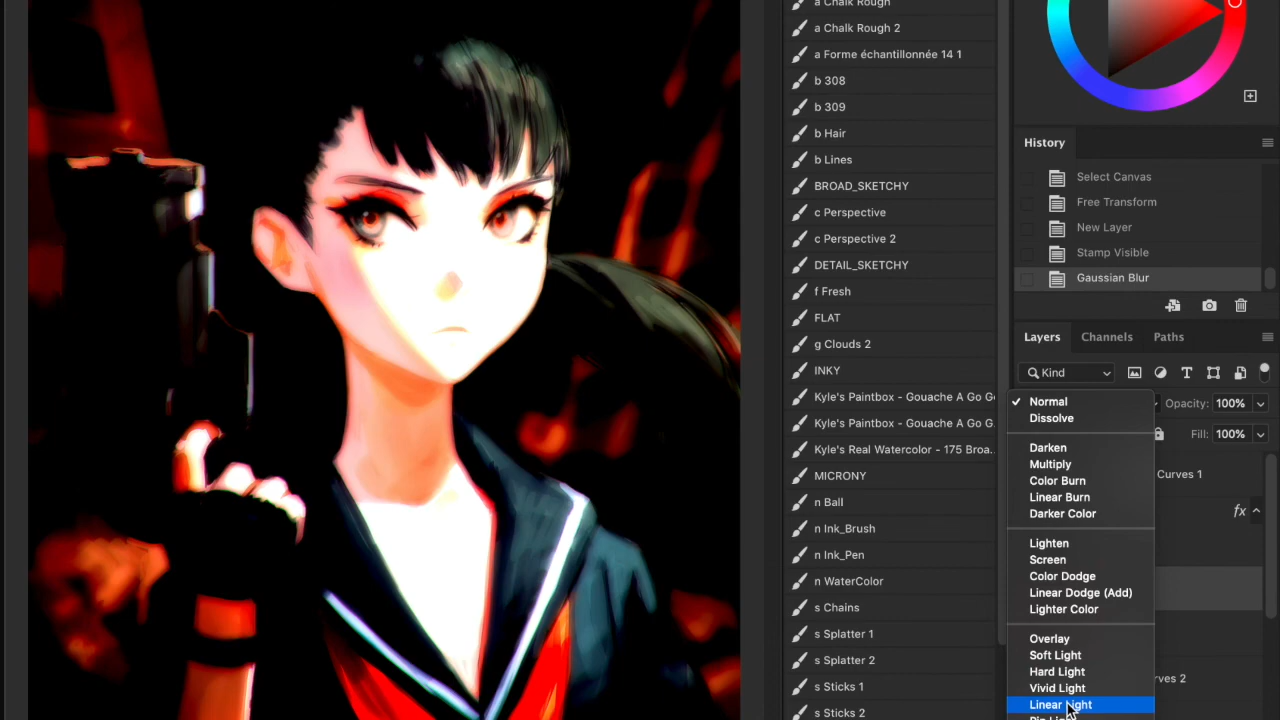 a Chalk Rough
a Chalk Rough 2
a Forme échantillonnée 14 1
b 308
b 309
b Hair
b Lines
BROAD_SKETCHY
c Perspective
c Perspective 2
DETAIL_SKETCHY
f Fresh
FLAT
g Clouds 2
INKY
Kyle's Paintbox - Gouache A Go G
Kyle's Paintbox - Gouache A Go G.
Kyle's Real Watercolor - 175 Broa...
MICRONY
n Ball
n Ink_Brush
n Ink_Pen
n WaterColor
s Chains
s Splatter 1
s Splatter 2
s Sticks 1
s Sticks 2
History
Select Canvas
Free Transform
New Layer
Stamp Visible
Gaussian Blur
Layers Channels Paths
Kind
Opacity: 100%
Fill: 100%
Curves 1
fx
rves 2
Normal
Dissolve
Darken
Multiply
Color Burn
Linear Burn
Darker Color
Lighten
Screen
Color Dodge
Linear Dodge (Add)
Lighter Color
Overlay
Soft Light
Hard Light
Vivid Light
Linear Light